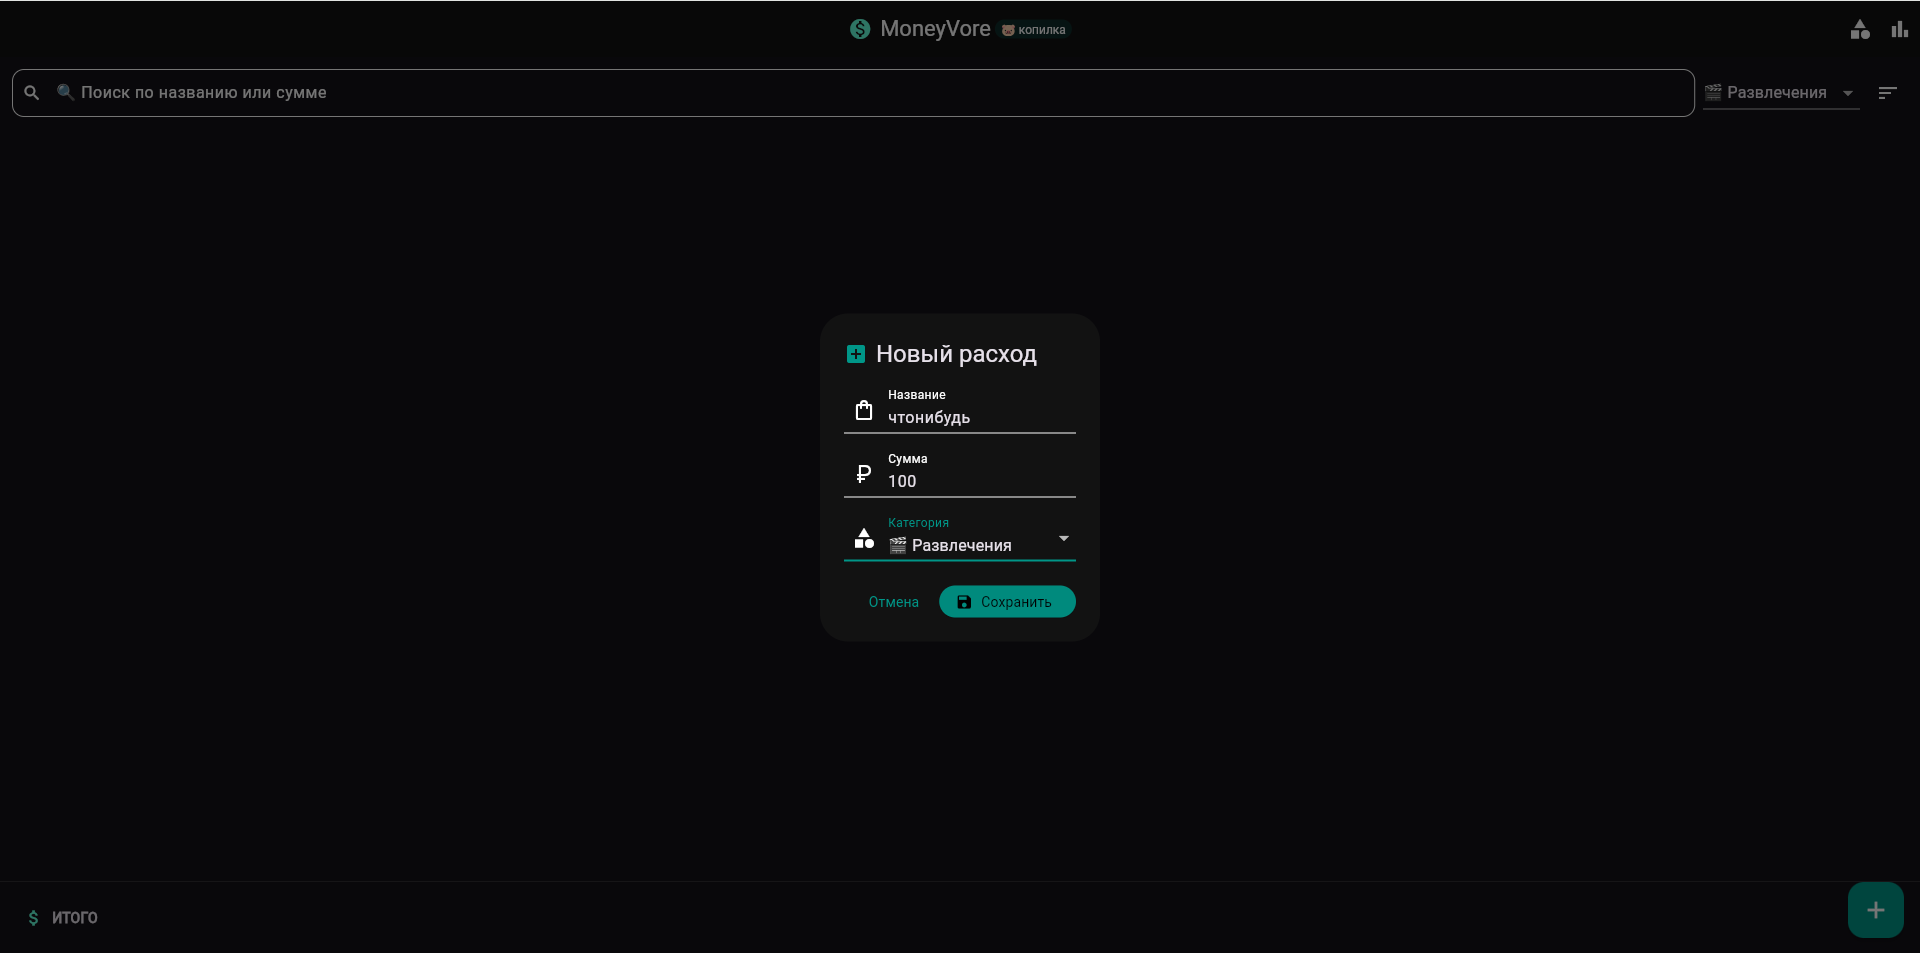 MoneyVore копилка
Поиск по названию или сумме
Развлечения
Новый расход
Название
чтонибудь
Сумма
100
Категория
Развлечения
Отмена Сохранить
$ ИТОГО